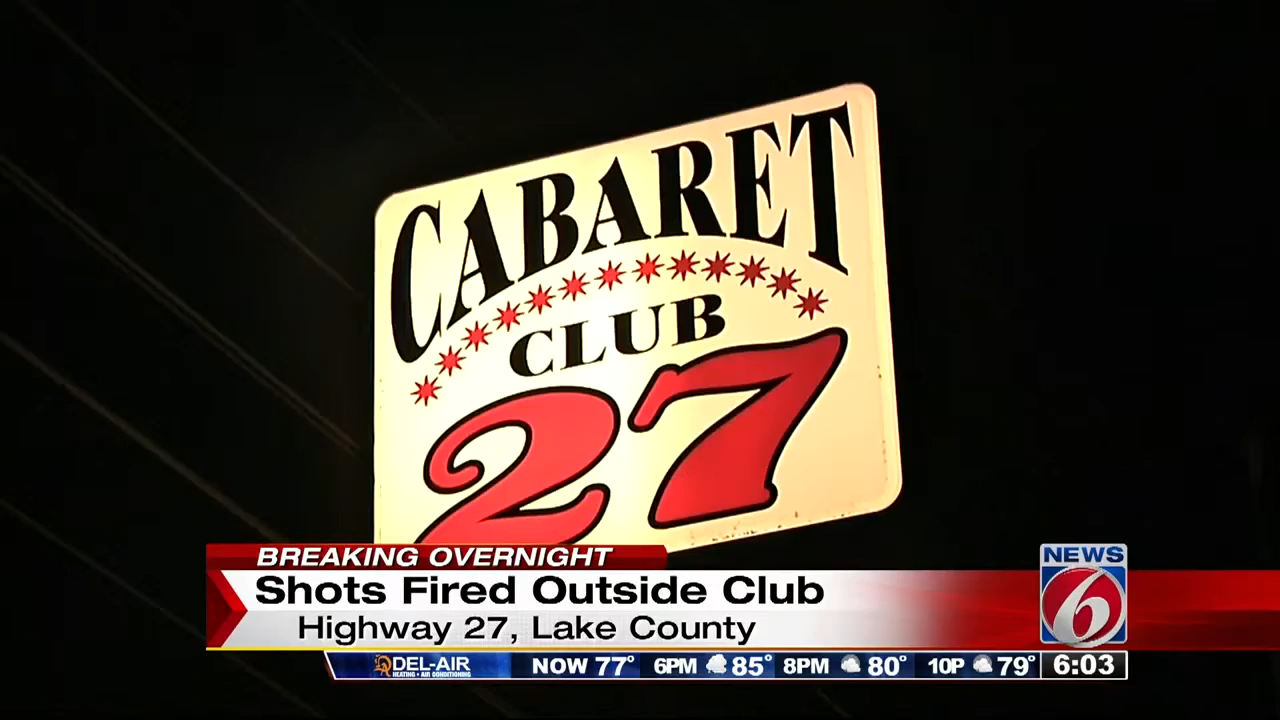 CABARET
CLUB
27
BREAKING OVERNIGHT
Shots Fired Outside Club
Highway 27, Lake County
NEWS
6
DEL-AIR
HEATING • AIR CONDITIONING
NOW 77° 6PM 85° 8PM 80° 10P 79° 6:03